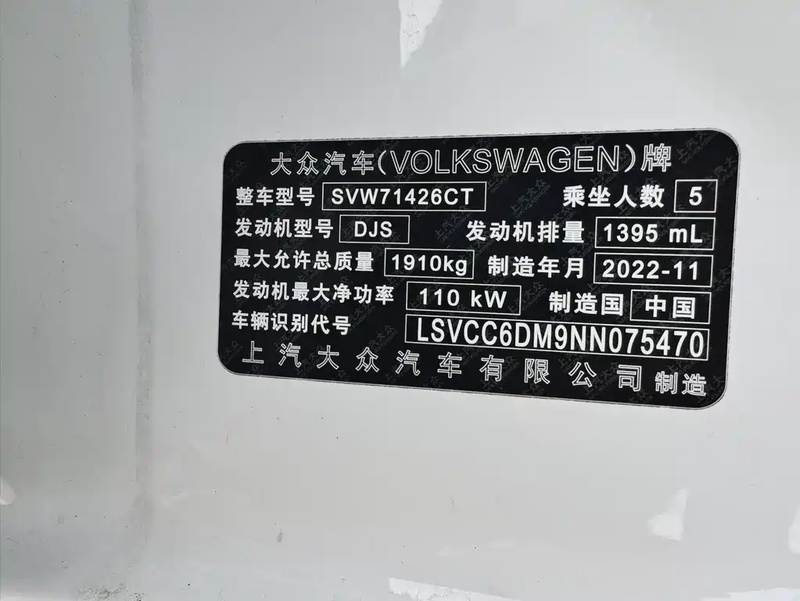 大众汽车(VOLKSWAGEN)牌
整车型号 SVW71426CT 乘坐人数 5
发动机型号 DJS 发动机排量 1395 mL
最大允许总质量 1910kg 制造年月 2022-11
发动机最大净功率 110 kW 制造国 中国
车辆识别代号 LSVCC6DM9NN075470
上汽大众汽车有限公司 制造